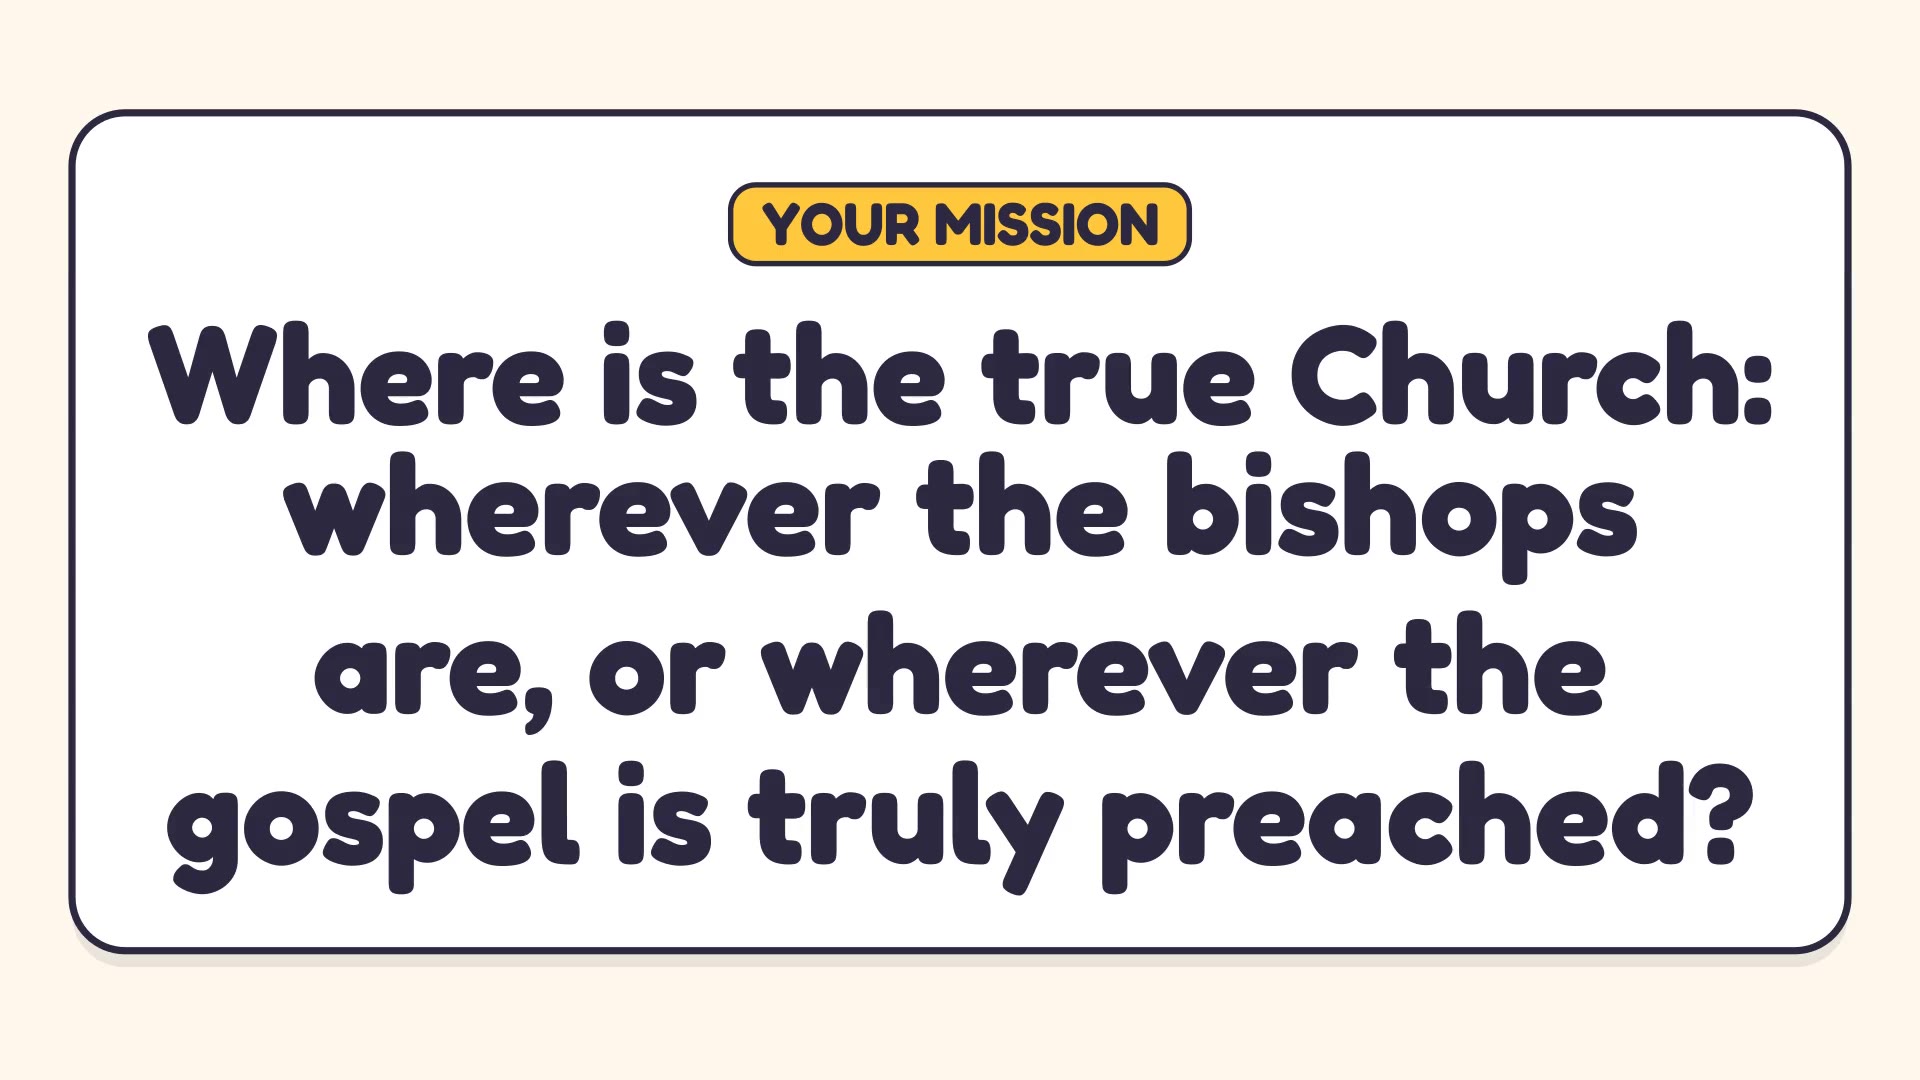 YOUR MISSION
Where is the true Church:
wherever the bishops
are, or wherever the
gospel is truly preached?